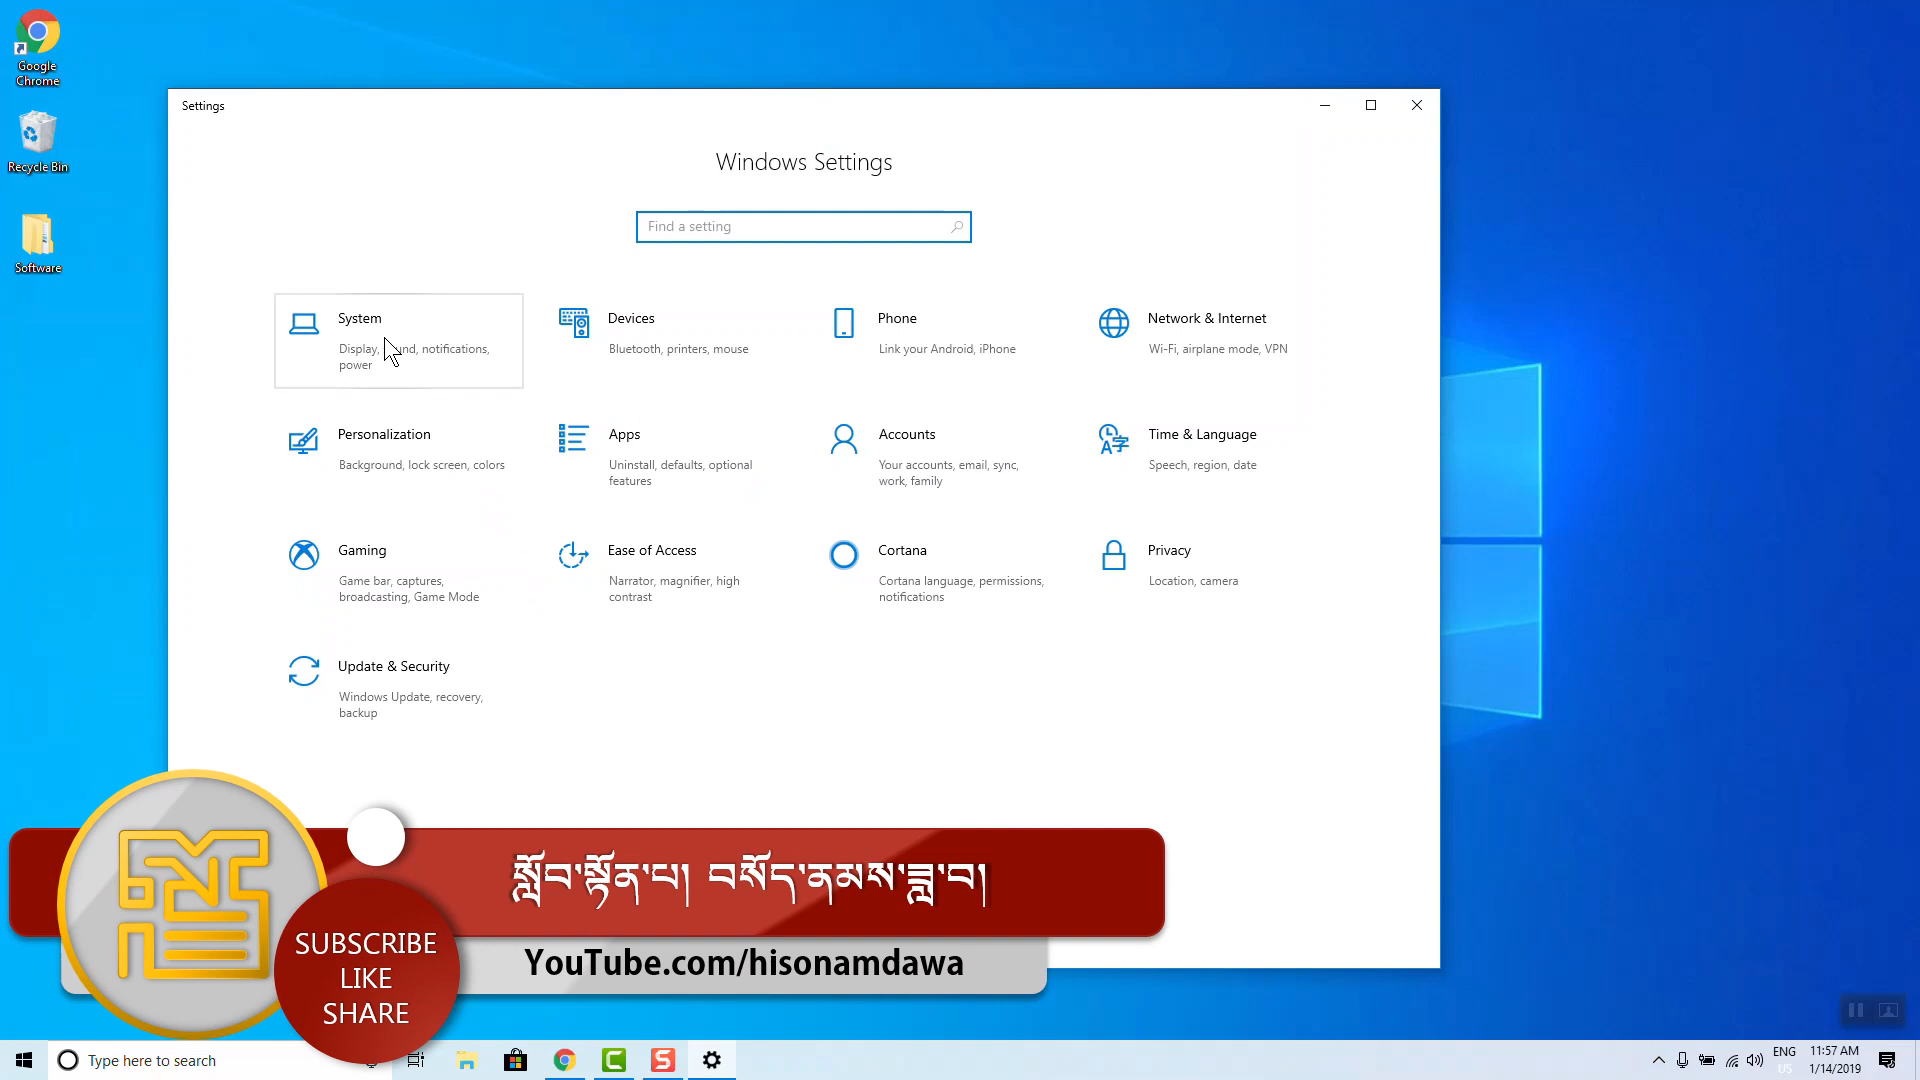 Google
Chrome
Recycle Bin
Software
Settings
Windows Settings
Find a setting
System
Display, und, notifications,
power
Devices
Bluetooth, printers, mouse
Phone
Link your Android, iPhone
Network & Internet
Wi-Fi, airplane mode, VPN
Personalization
Background, lock screen, colors
Apps
Uninstall, defaults, optional
features
Accounts
Your accounts, email, sync,
work, family
Time & Language
Speech, region, date
Gaming
Game bar, captures,
broadcasting, Game Mode
Ease of Access
Narrator, magnifier, high
contrast
Cortana
Cortana language, permissions,
notifications
Privacy
Location, camera
Update & Security
Windows Update, recovery,
backup
སློབ་སྟོན་པ། བསོད་ནམས་ཟླ་བ།
YouTube.com/hisonamdawa
SUBSCRIBE
LIKE
SHARE
Type here to search
ENG
US
11:57 AM
1/14/2019